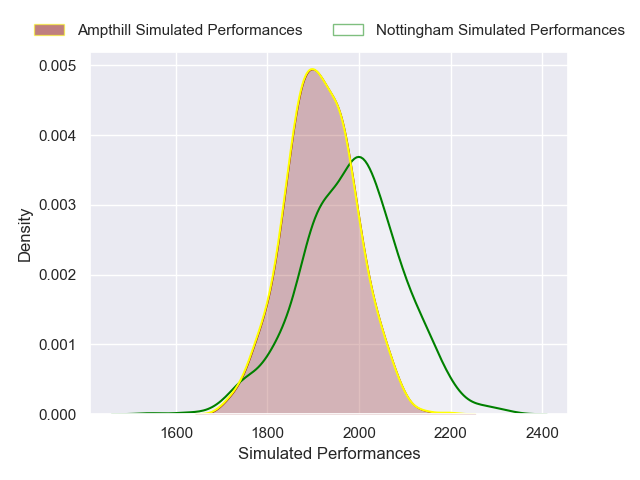 Ampthill Simulated Performances
Nottingham Simulated Performances
0.005
0.004
0.003
0.002
0.001
0.000
Density
1600
1800
2000
2200
2400
Simulated Performances